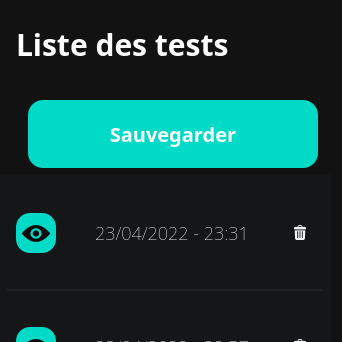 Liste des tests
Sauvegarder
23/04/2022 - 23:31